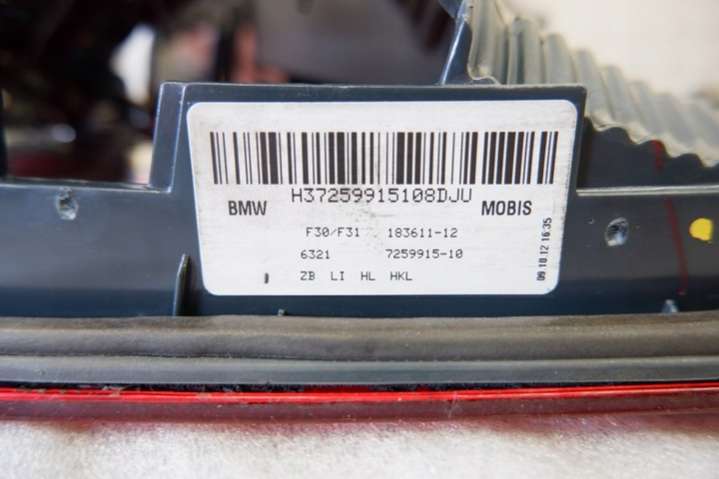 H37259915108DJU
BMW MOBIS
F30/F31 183611-12
6321 7259915-10
ZB LI HL HKL
09.10.12 16:35